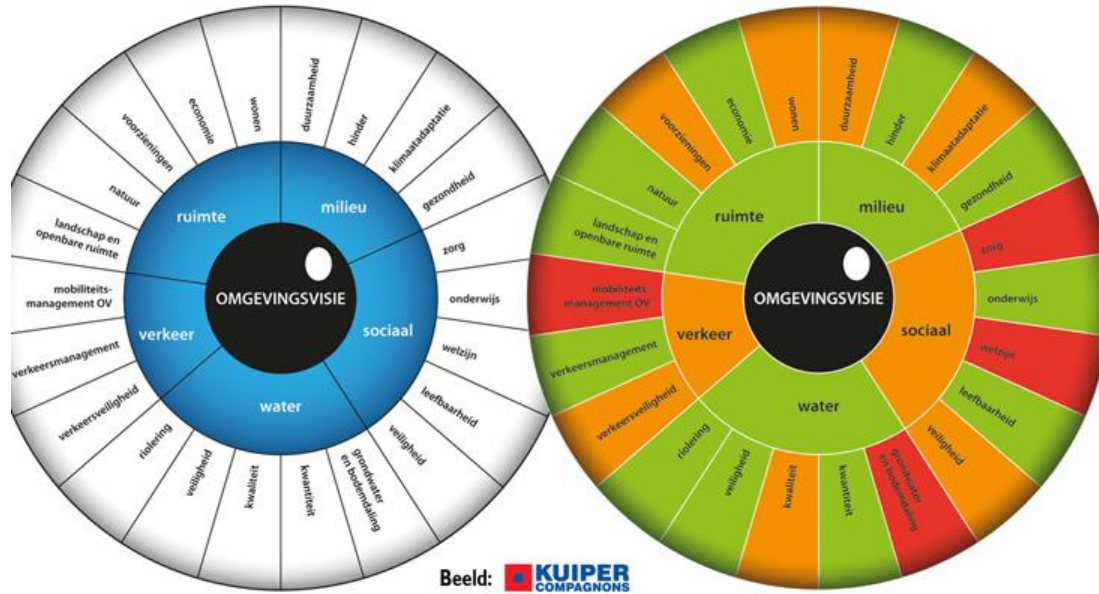 duurzaamheid
hinder
klimaatadaptatie
gezondheid
zorg
onderwijs
welzijn
leefbaarheid
veiligheid
grondwater
en bodemdaling
kwantiteit
kwaliteit
veiligheid
riolering
verkeersveiligheid
verkeersmanagement
mobiliteits-
management OV
landschap en
openbare ruimte
natuur
voorzieningen
economie
wonen
ruimte
milieu
sociaal
water
verkeer
OMGEVINGSVISIE
duurzaamheid
hinder
klimaatadaptatie
gezondheid
zorg
onderwijs
welzijn
leefbaarheid
veiligheid
grondwater
en bodemdaling
kwantiteit
kwaliteit
veiligheid
riolering
verkeersveiligheid
verkeersmanagement
mobiliteits
management OV
landschap en
openbare ruimte
natuur
voorzieningen
economie
wonen
ruimte
milieu
sociaal
water
verkeer
OMGEVINGSVISIE
Beeld: KUIPER
COMPAGNONS